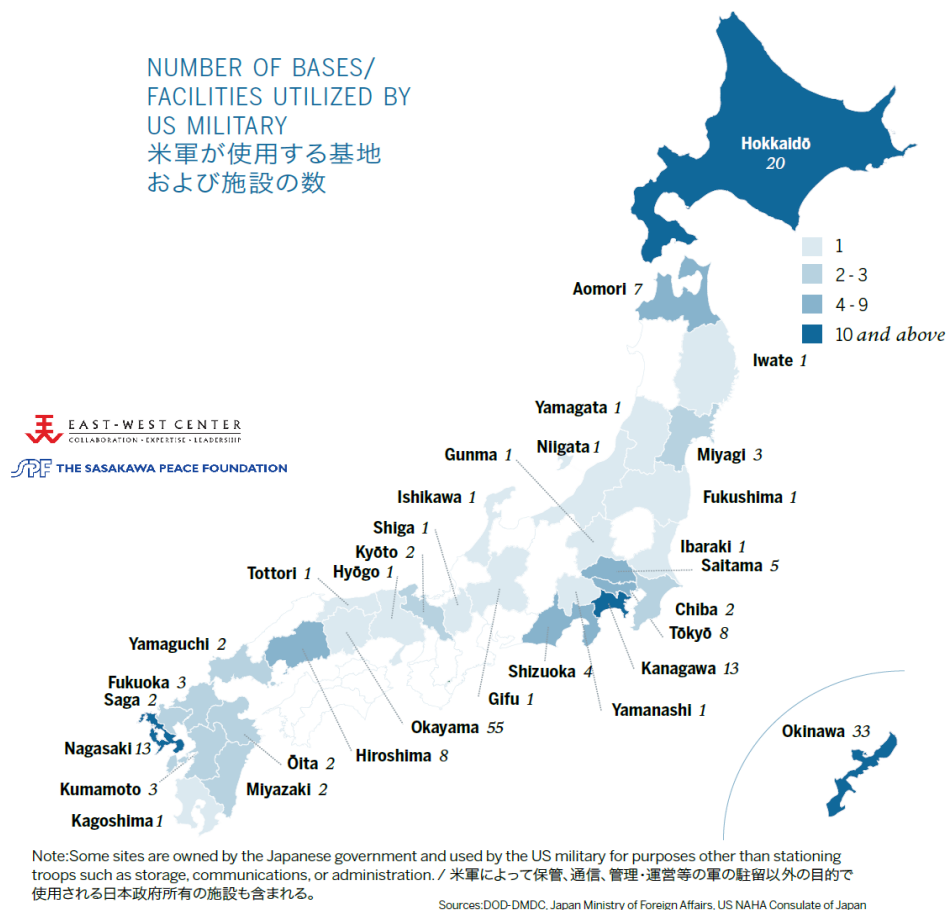 NUMBER OF BASES/
FACILITIES UTILIZED BY
US MILITARY
米軍が使用する基地
および施設の数
Hokkaidō
20
1
2 - 3
4 - 9
10 and above
Aomori 7
Iwate 1
Yamagata 1
Niigata 1
Gunma 1
Miyagi 3
Ishikawa 1
Fukushima 1
Shiga 1
Kyōto 2
Hyōgo 1
Tottori 1
Ibaraki 1
Saitama 5
Chiba 2
Tōkyō 8
Yamaguchi 2
Kanagawa 13
Shizuoka 4
Fukuoka 3
Saga 2
Gifu 1
Yamanashi 1
Okayama 55
Okinawa 33
Nagasaki 13
Hiroshima 8
Ōita 2
Kumamoto 3
Miyazaki 2
Kagoshima 1
EAST-WEST CENTER
COLLABORATION • EXPERTISE • LEADERSHIP
SPF THE SASAKAWA PEACE FOUNDATION
Note:Some sites are owned by the Japanese government and used by the US military for purposes other than stationing
troops such as storage, communications, or administration. / 米軍によって保管、通信、管理・運営等の軍の駐留以外の目的で
使用される日本政府所有の施設も含まれる。
Sources:DOD-DMDC, Japan Ministry of Foreign Affairs, US NAHA Consulate of Japan